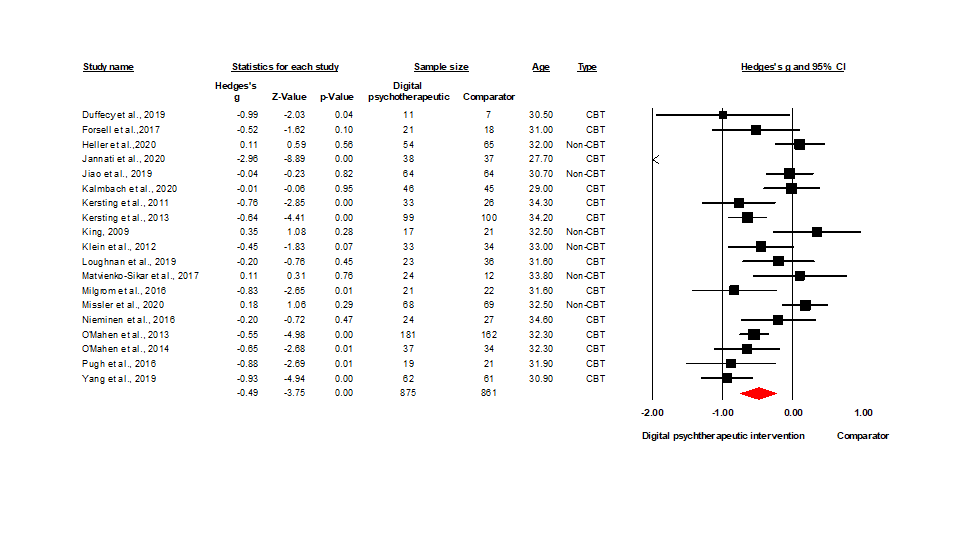 Study name Statistics for each study Sample size Age Type Hedges's g and 95% CI
Hedges's g Z-Value p-Value Digital psychotherapeutic Comparator
Duffecy et al., 2019 -0.99 -2.03 0.04 11 7 30.50 CBT
Forsell et al.,2017 -0.52 -1.62 0.10 21 18 31.00 CBT
Heller et al.,2020 0.11 0.59 0.56 54 65 32.00 Non-CBT
Jannati et al., 2020 -2.96 -8.89 0.00 38 37 27.70 CBT
Jiao et al., 2019 -0.04 -0.23 0.82 64 64 30.70 Non-CBT
Kalmbach et al., 2020 -0.01 -0.06 0.95 46 45 29.00 CBT
Kersting et al., 2011 -0.76 -2.85 0.00 33 26 34.30 CBT
Kersting et al., 2013 -0.64 -4.41 0.00 99 100 34.20 CBT
King, 2009 0.35 1.08 0.28 17 21 32.50 Non-CBT
Klein et al., 2012 -0.45 -1.83 0.07 33 34 33.00 Non-CBT
Loughnan et al., 2019 -0.20 -0.76 0.45 23 36 31.60 CBT
Matvienko-Sikar et al., 2017 0.11 0.31 0.76 24 12 33.80 Non-CBT
Milgrom et al., 2016 -0.83 -2.65 0.01 21 22 31.60 CBT
Missler et al., 2020 0.18 1.06 0.29 68 69 32.50 Non-CBT
Nieminen et al., 2016 -0.20 -0.72 0.47 24 27 34.60 CBT
O'Mahen et al., 2013 -0.55 -4.98 0.00 181 162 32.30 CBT
O'Mahen et al., 2014 -0.65 -2.68 0.01 37 34 32.30 CBT
Pugh et al., 2016 -0.88 -2.69 0.01 19 21 31.90 CBT
Yang et al., 2019 -0.93 -4.94 0.00 62 61 30.90 CBT
-0.49 -3.75 0.00 875 861
-2.00 -1.00 0.00 1.00
Digital psychtherapeutic intervention Comparator